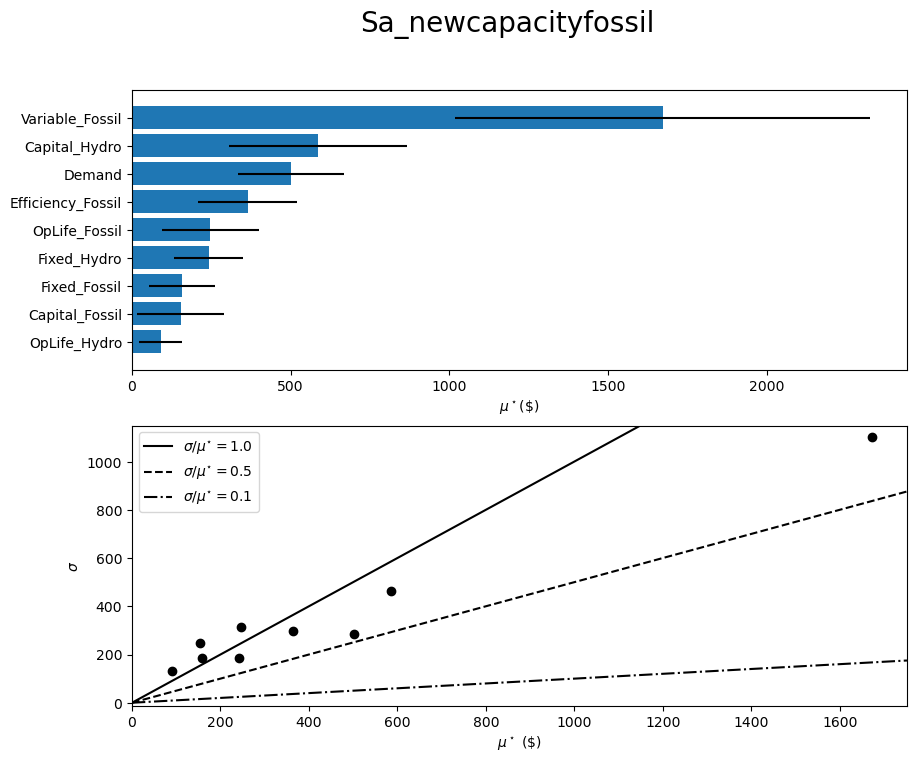 Sa_newcapacityfossil
Variable_Fossil
Capital_Hydro
Demand
Efficiency_Fossil
OpLife_Fossil
Fixed_Hydro
Fixed_Fossil
Capital_Fossil
OpLife_Hydro
0 500 1000 1500 2000
μ⋆($)
σ/μ⋆ = 1.0
σ/μ⋆ = 0.5
σ/μ⋆ = 0.1
1000
800
600
400
200
0
σ
0 200 400 600 800 1000 1200 1400 1600
μ⋆ ($)